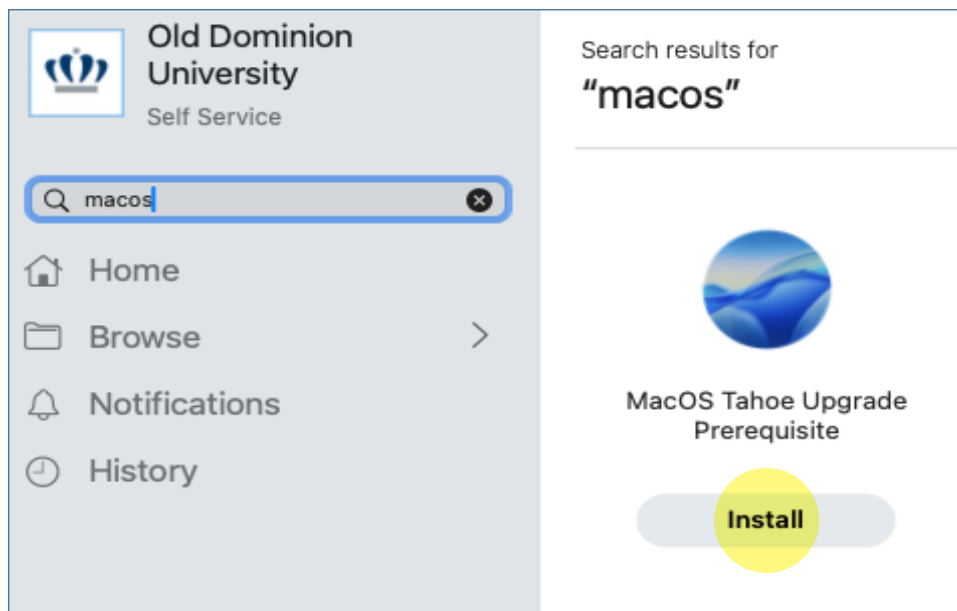 Old Dominion
University
Self Service
macos
Home
Browse
Notifications
History
Search results for
“macos”
MacOS Tahoe Upgrade
Prerequisite
Install